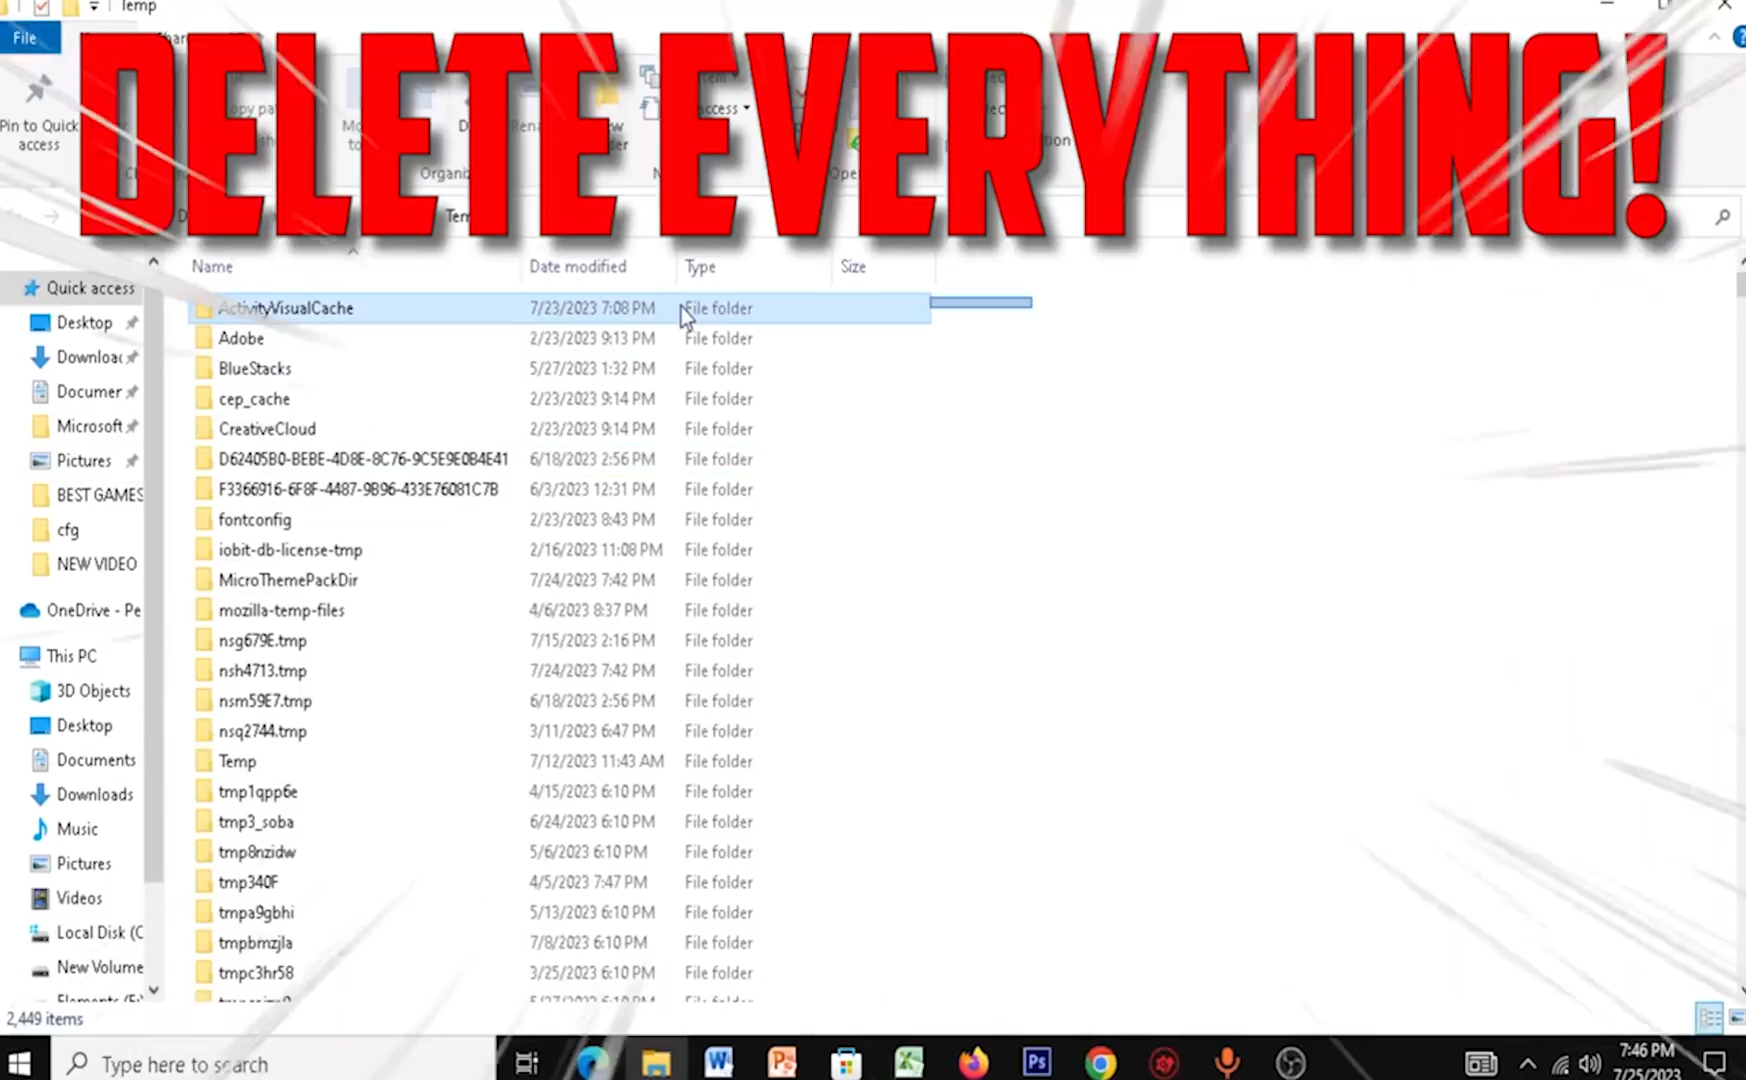 Temp
File
DELETE EVERYTHING!
Pin to Quick
access
access
Organi
Name
Date modified
Type
Size
Quick access
Desktop
Documer
Microsoft
Pictures
BEST GAMES
cfg
NEW VIDEO
OneDrive - Pe
This PC
3D Objects
Desktop
Documents
Downloads
Music
Pictures
Videos
Local Disk (C
New Volume
ActivityVisualCache 7/23/2023 7:08 PM File folder
Adobe 2/23/2023 9:13 PM File folder
BlueStacks 5/27/2023 1:32 PM File folder
cep_cache 2/23/2023 9:14 PM File folder
CreativeCloud 2/23/2023 9:14 PM File folder
D62405B0-BEBE-4D8E-8C76-9C5E9E0B4E41 6/18/2023 2:56 PM File folder
F3366916-6F8F-4487-9B96-433E76081C7B 6/3/2023 12:31 PM File folder
fontconfig 2/23/2023 8:43 PM File folder
iobit-db-license-tmp 2/16/2023 11:08 PM File folder
MicroThemePackDir 7/24/2023 7:42 PM File folder
mozilla-temp-files 4/6/2023 8:37 PM File folder
nsg679E.tmp 7/15/2023 2:16 PM File folder
nsh4713.tmp 7/24/2023 7:42 PM File folder
nsm59E7.tmp 6/18/2023 2:56 PM File folder
nsq2744.tmp 3/11/2023 6:47 PM File folder
Temp 7/12/2023 11:43 AM File folder
tmp1qpp6e 4/15/2023 6:10 PM File folder
tmp3_soba 6/24/2023 6:10 PM File folder
tmp8nzidw 5/6/2023 6:10 PM File folder
tmp340F 4/5/2023 7:47 PM File folder
tmpa9gbhi 5/13/2023 6:10 PM File folder
tmpbmzjla 7/8/2023 6:10 PM File folder
tmpc3hr58 3/25/2023 6:10 PM File folder
2,449 items
Type here to search
7:46 PM
7/25/2023